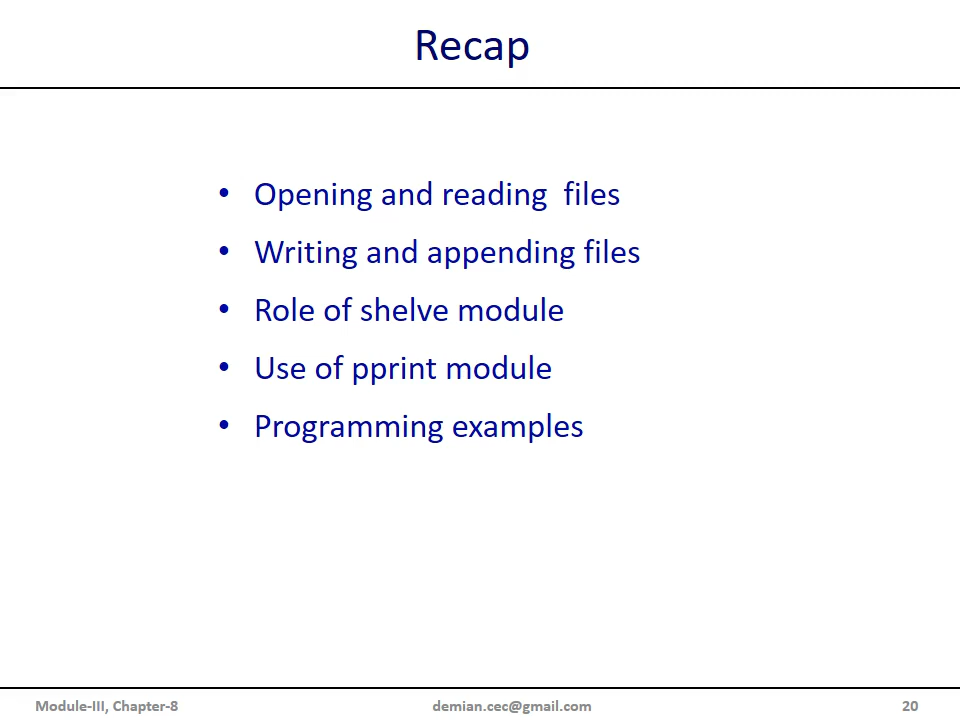 Recap
• Opening and reading  files
• Writing and appending files
• Role of shelve module
• Use of pprint module
• Programming examples
Module-III, Chapter-8 demian.cec@gmail.com 20